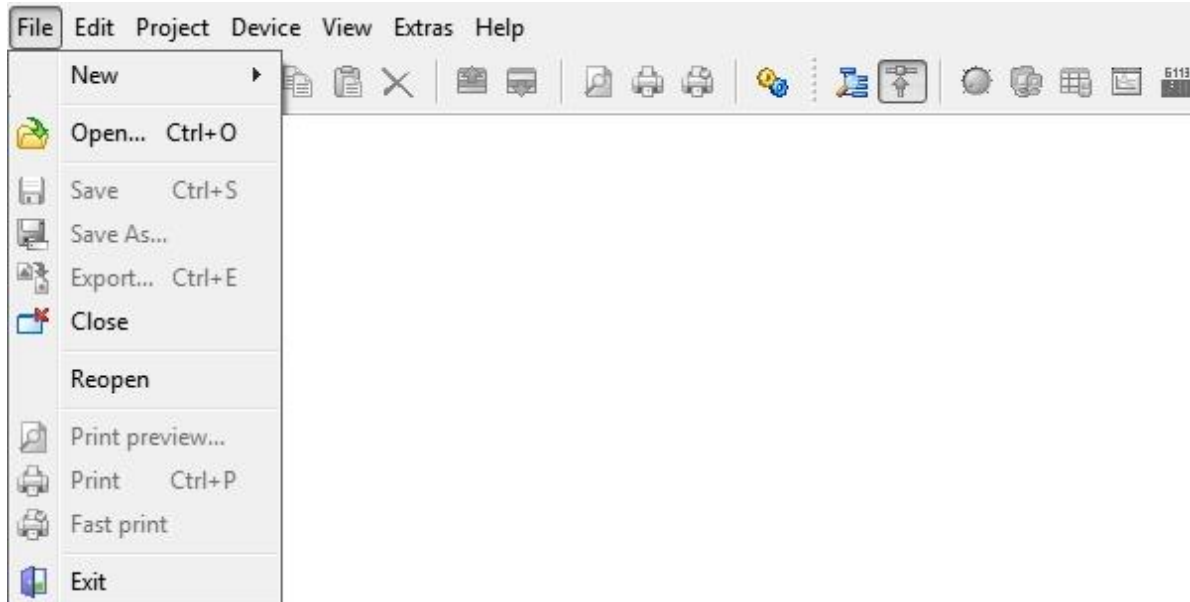 File Edit Project Device View Extras Help
New
Open... Ctrl+O
Save Ctrl+S
Save As...
Export... Ctrl+E
Close
Reopen
Print preview...
Print Ctrl+P
Fast print
Exit